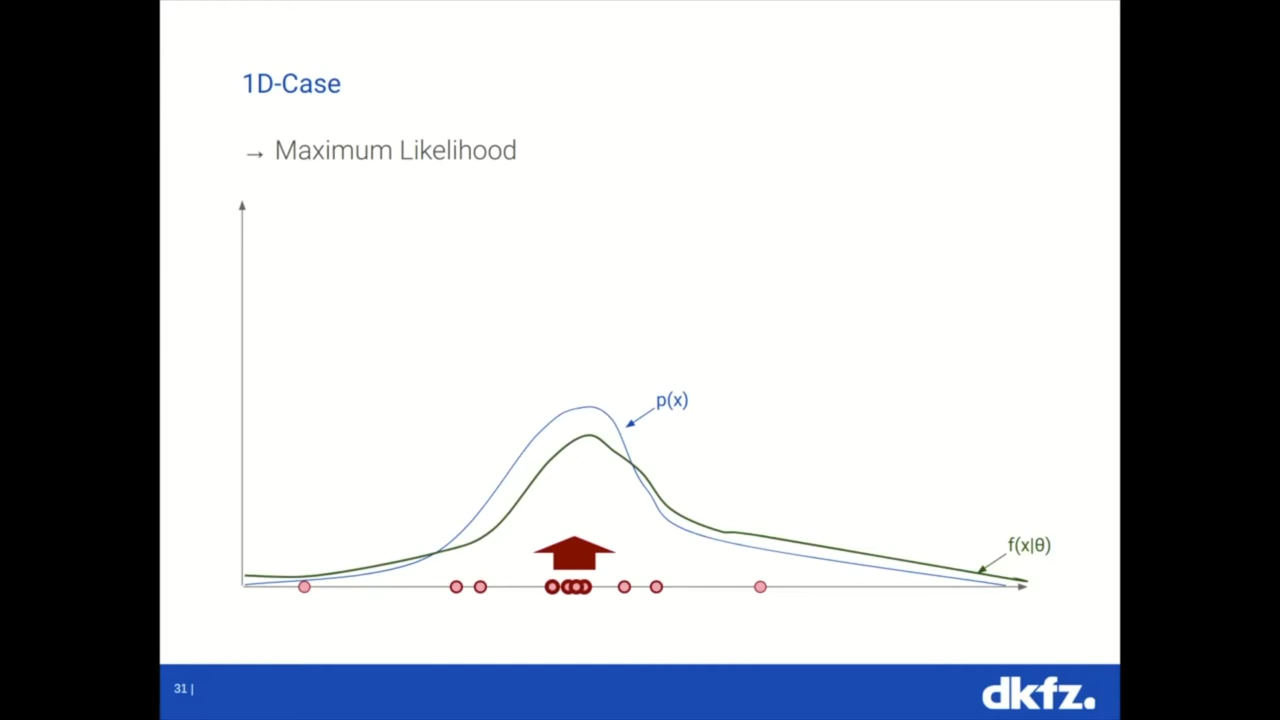 1D-Case
→ Maximum Likelihood
p(x)
f(x|θ)
31 |
dkfz.